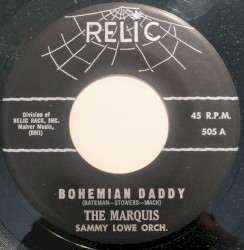 RELIC
Division of
RELIC RACK, INC.
Malver Music,
(BMI)
45 R.P.M.
505 A
BOHEMIAN DADDY
(BATEMAN—STOWERS—MACK)
THE MARQUIS
SAMMY LOWE ORCH.